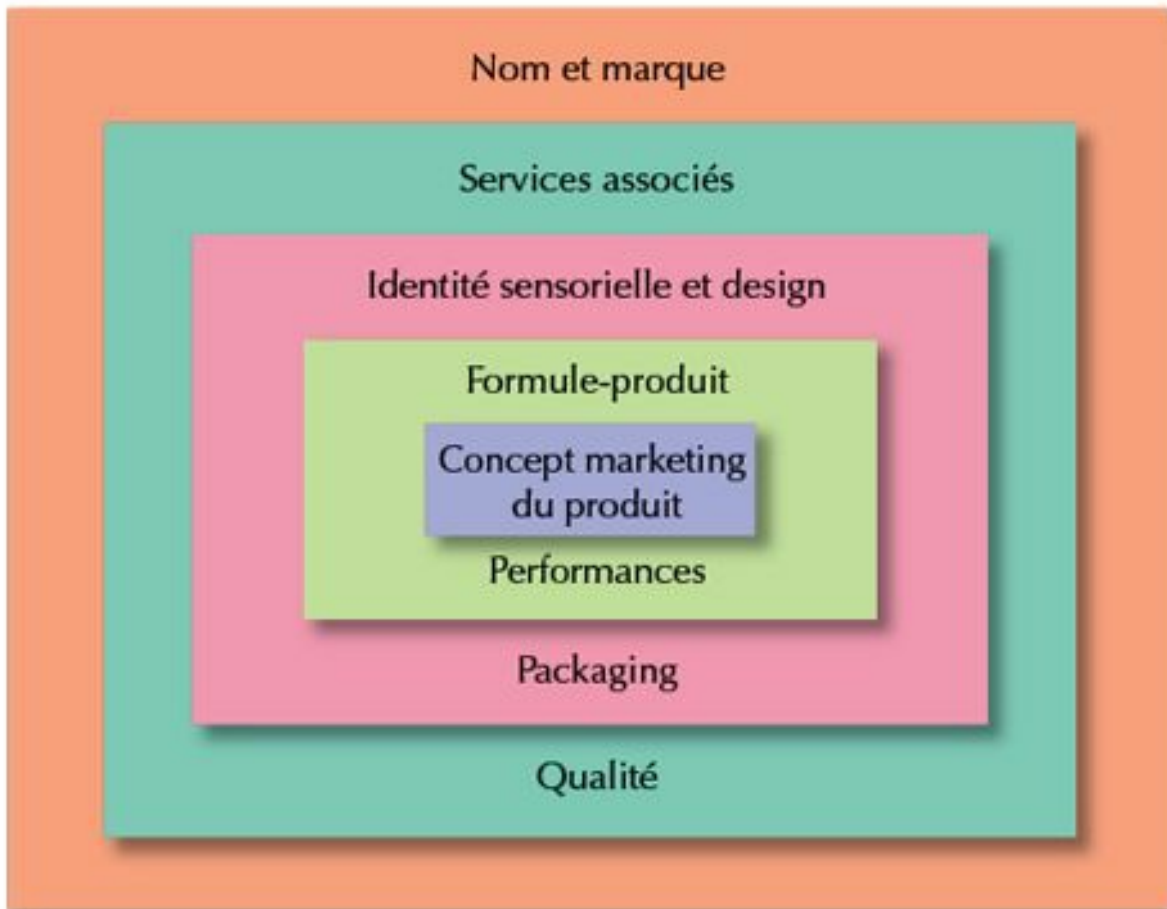 Nom et marque
Services associés
Identité sensorielle et design
Formule-produit
Concept marketing
du produit
Performances
Packaging
Qualité